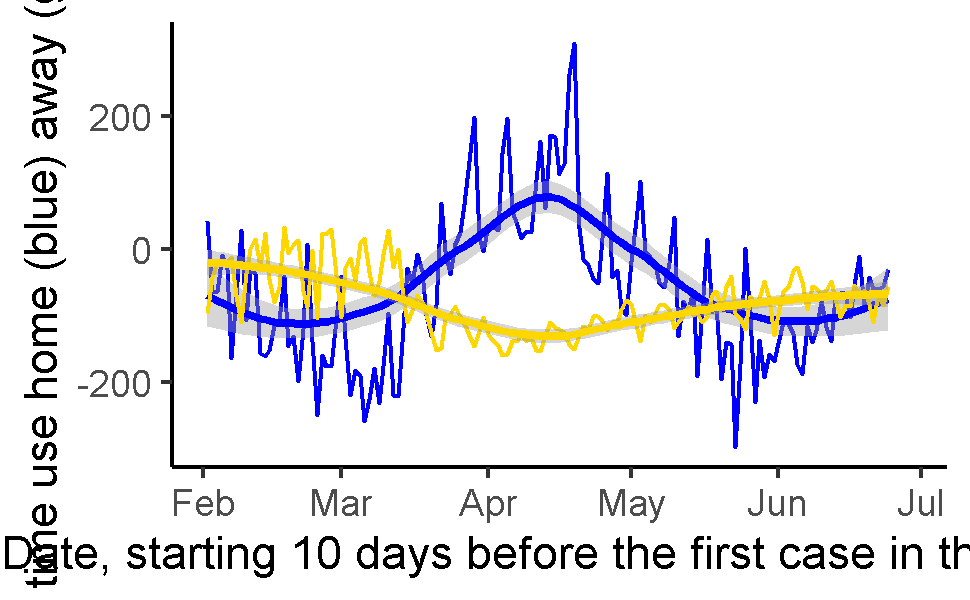 time use home (blue) away (
200
0
-200
Feb Mar Apr May Jun Jul
Date, starting 10 days before the first case in th